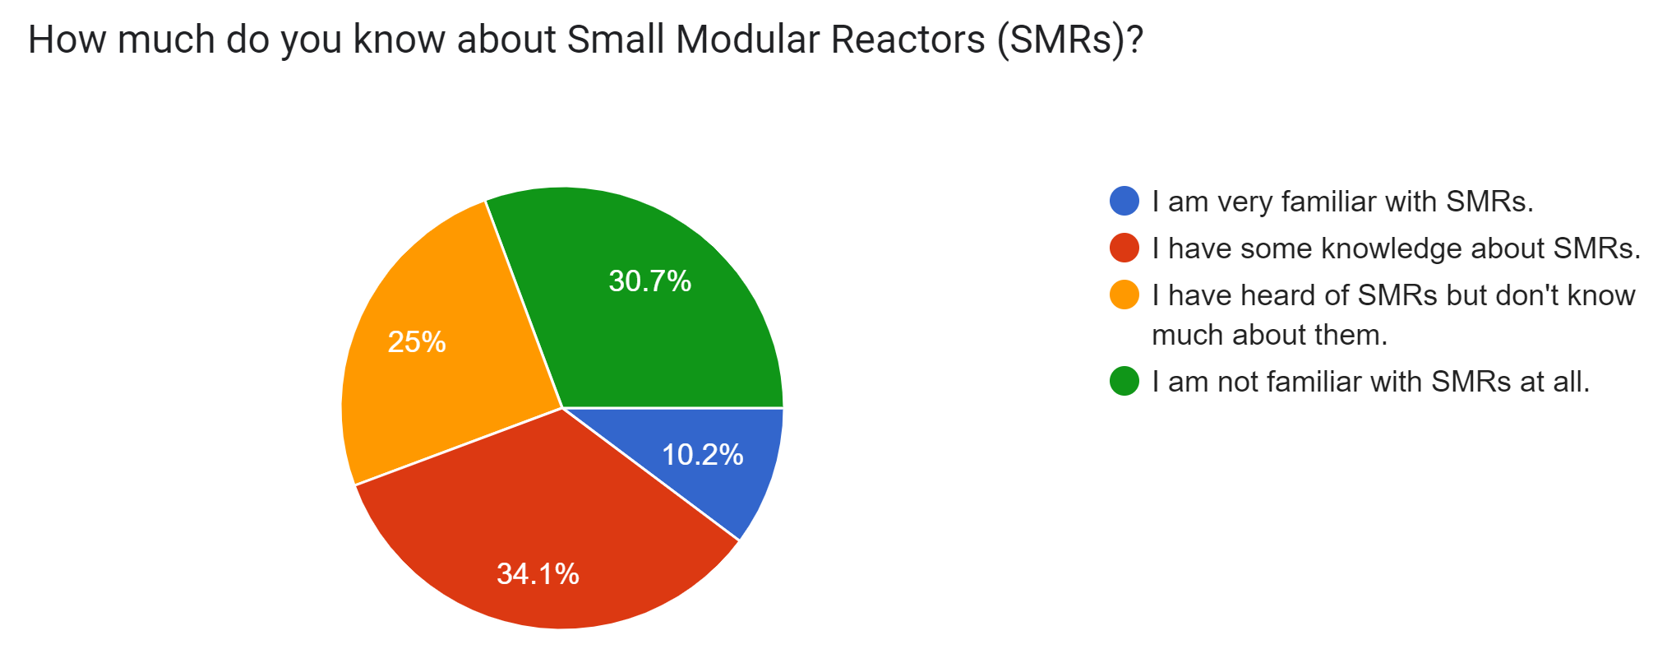 How much do you know about Small Modular Reactors (SMRs)?
I am very familiar with SMRs.
I have some knowledge about SMRs.
I have heard of SMRs but don't know
much about them.
I am not familiar with SMRs at all.
30.7%
25%
10.2%
34.1%